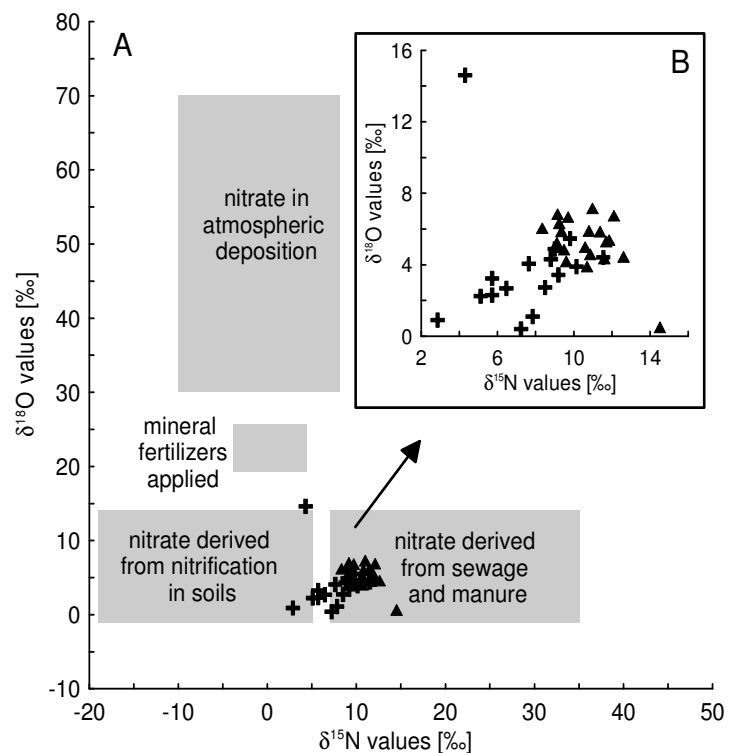 A
80
70
60
50
40
30
20
10
0
-10
δ¹⁸O values [‰]
-20
-10
0
10
20
30
40
50
δ¹⁵N values [‰]
nitrate in
atmospheric
deposition
mineral
fertilizers
applied
nitrate derived
from nitrification
in soils
nitrate derived
from sewage
and manure
B
16
12
8
4
0
δ¹⁸O values [‰]
2
6
10
14
δ¹⁵N values [‰]